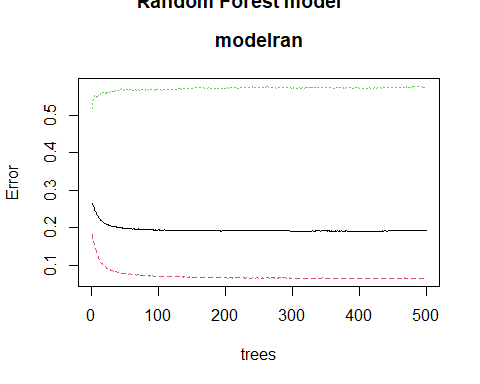 Random Forest model
modelran
Error
0.1 0.2 0.3 0.4 0.5
0 100 200 300 400 500
trees